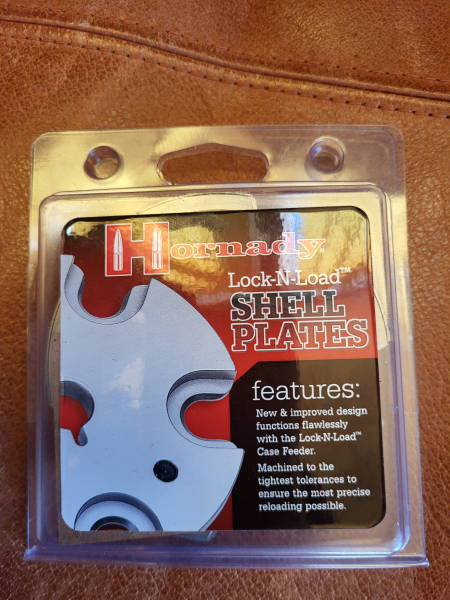 Hornady
Lock-N-Load™
SHELL
PLATES
features:
New & improved design
functions flawlessly
with the Lock-N-Load™
Case Feeder.
Machined to the
tightest tolerances to
ensure the most precise
reloading possible.